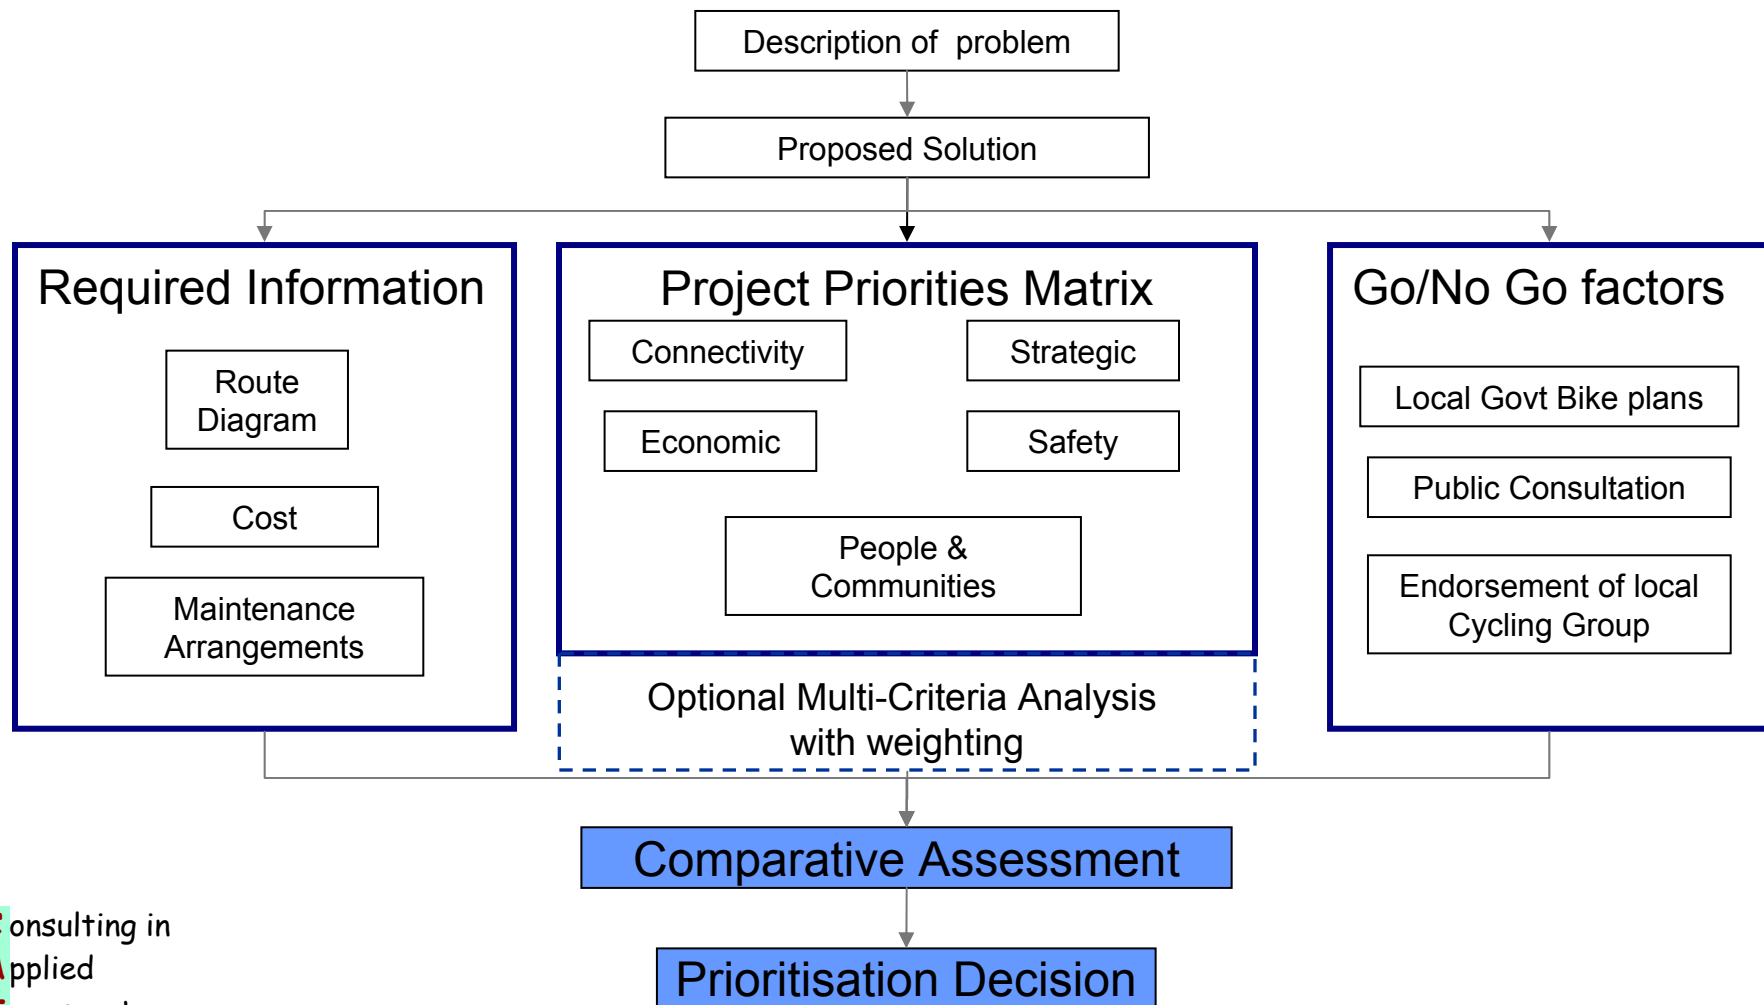 Description of problem
Proposed Solution
Required Information
Route
Diagram
Cost
Maintenance
Arrangements
Project Priorities Matrix
Connectivity
Strategic
Economic
Safety
People &
Communities
Optional Multi-Criteria Analysis
with weighting
Go/No Go factors
Local Govt Bike plans
Public Consultation
Endorsement of local
Cycling Group
Comparative Assessment
Prioritisation Decision
Consulting in
Applied